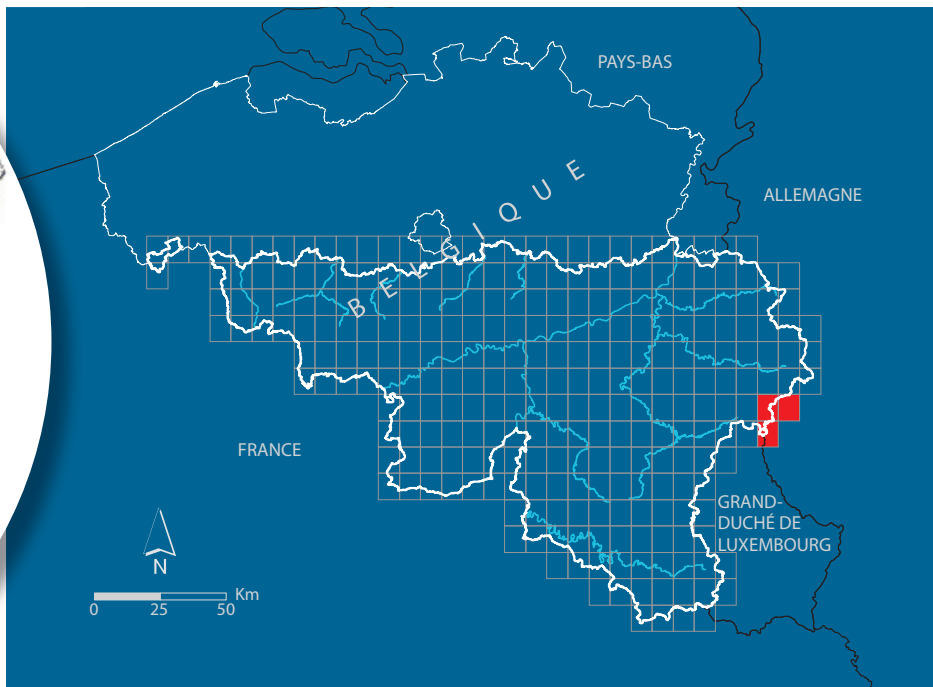 PAYS-BAS
ALLEMAGNE
BELGIQUE
FRANCE
GRAND-
DUCHÉ DE
LUXEMBOURG
N
Km
0 25 50